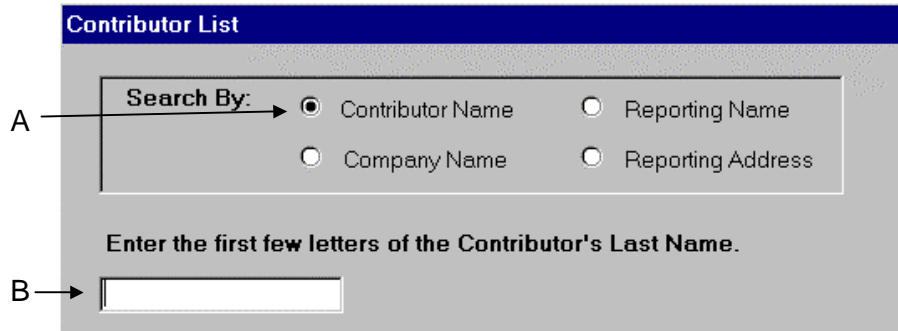 Contributor List
Search By:
A
Contributor Name
Reporting Name
Company Name
Reporting Address
Enter the first few letters of the Contributor's Last Name.
B